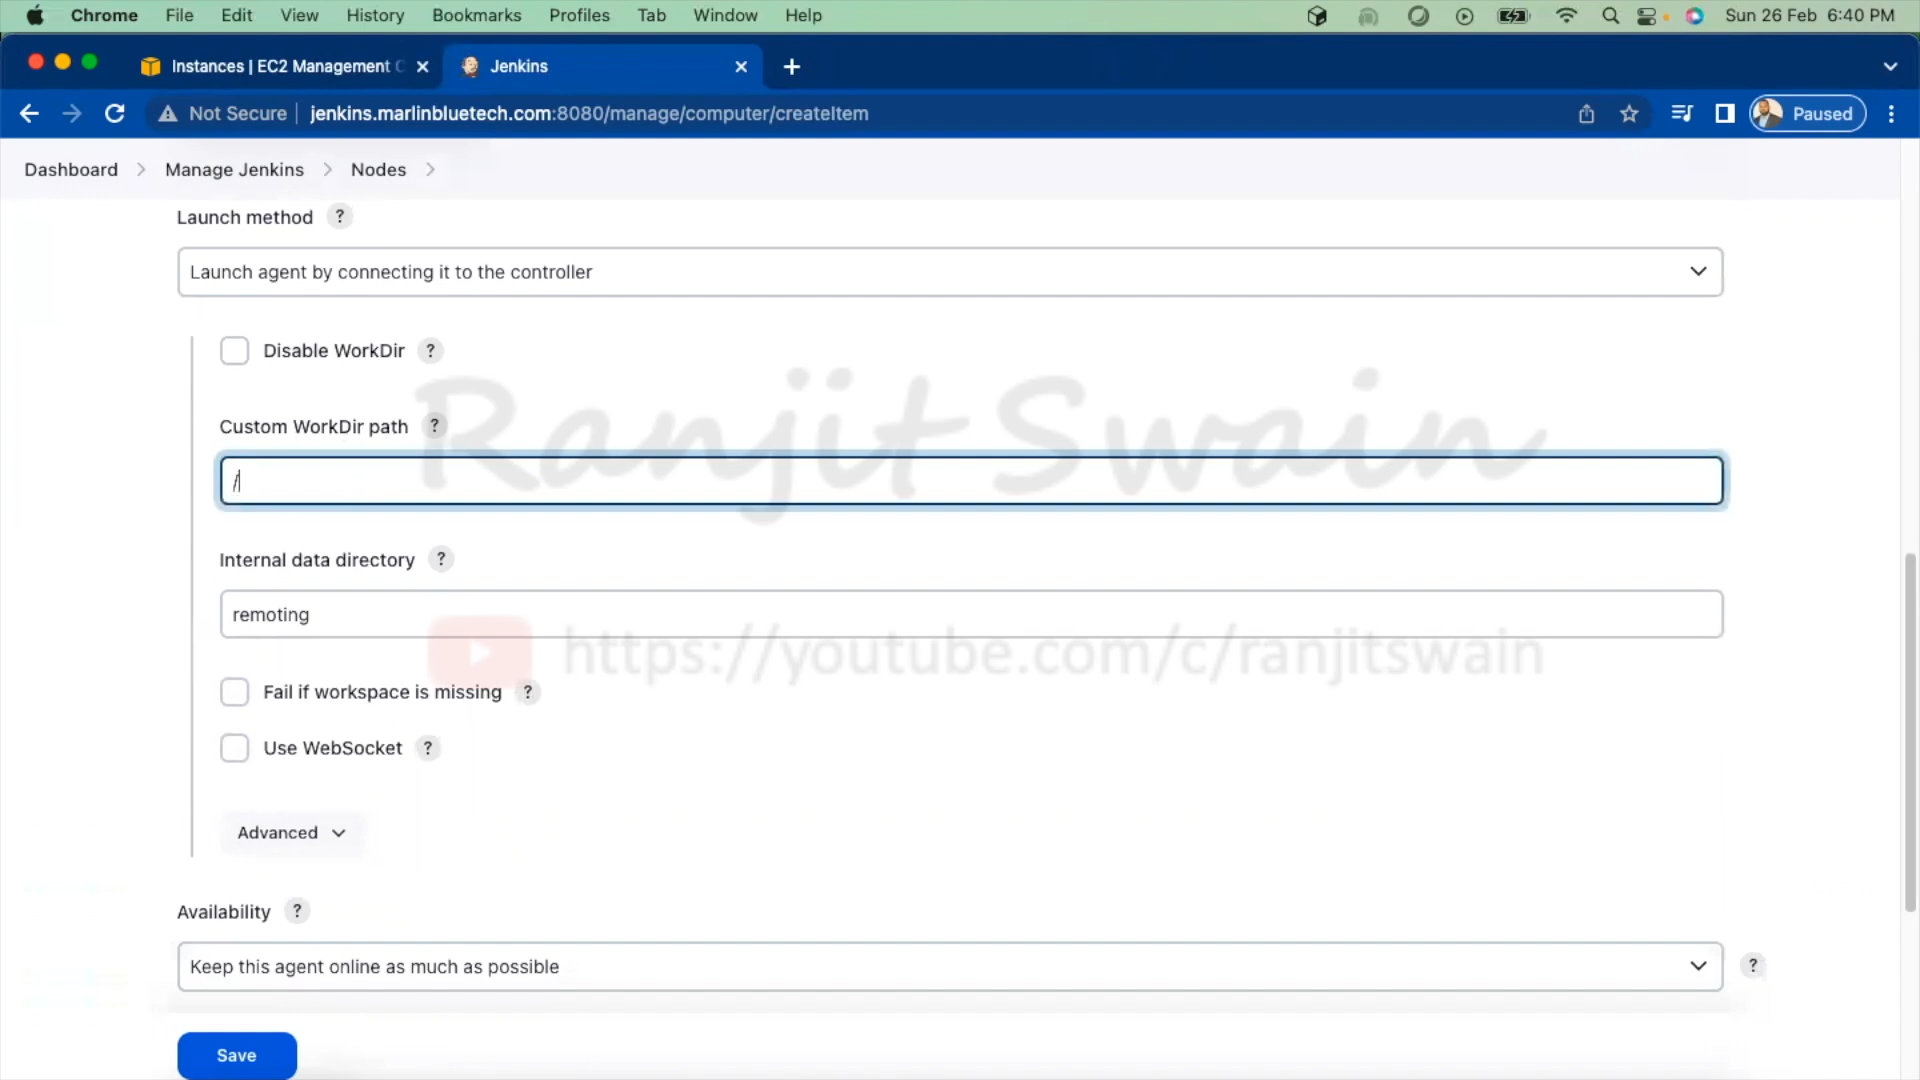 Chrome File Edit View History Bookmarks Profiles Tab Window Help Sun 26 Feb 6:40 PM
Instances | EC2 Management C Jenkins
Not Secure jenkins.marlinbluetech.com:8080/manage/computer/createItem Paused
Dashboard Manage Jenkins Nodes
Launch method ?
Launch agent by connecting it to the controller
Disable WorkDir ?
Ranjit Swain
Custom WorkDir path ?
/
Internal data directory ?
remoting
https://youtube.com/c/ranjitswain
Fail if workspace is missing ?
Use WebSocket ?
Advanced
Availability ?
Keep this agent online as much as possible ?
Save